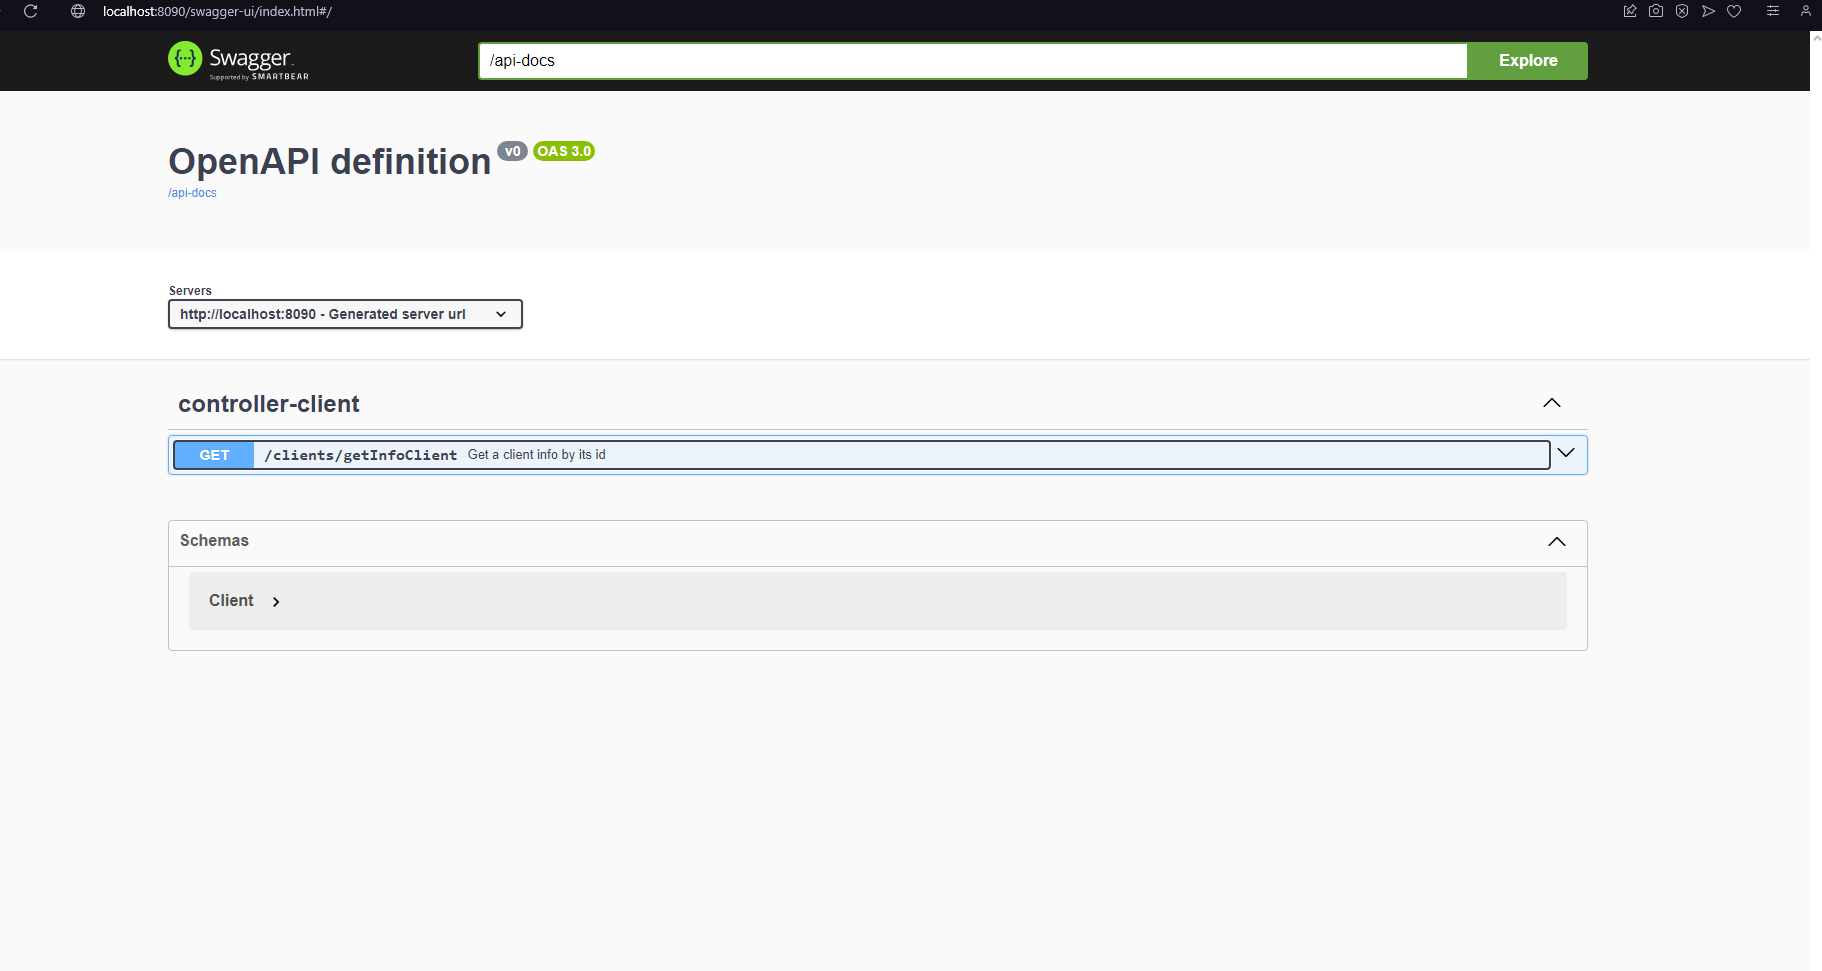 localhost:8090/swagger-ui/index.html#/
{···} Swagger
Supported by SMARTBEAR
/api-docs
Explore
OpenAPI definition v0 OAS 3.0
/api-docs
Servers
http://localhost:8090 - Generated server url
controller-client
GET /clients/getInfoClient Get a client info by its id
Schemas
Client